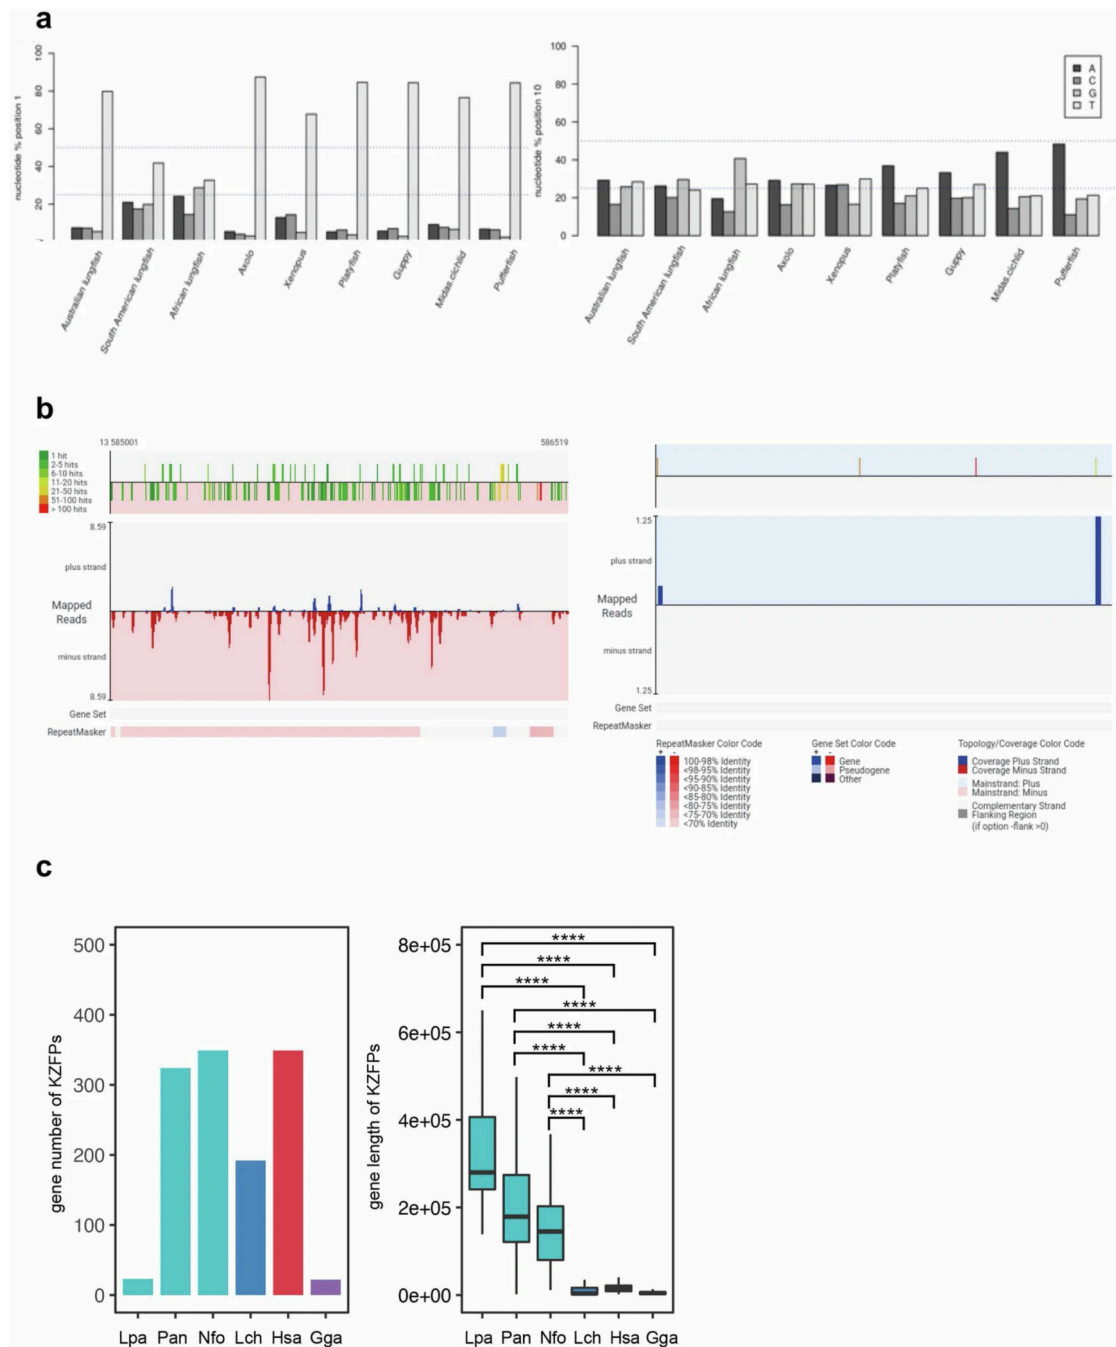 a
nucleotide % position 1
100
80
60
40
20
Australian lungfish
South American lungfish
African lungfish
Axolo
Xenopus
Platyfish
Guppy
Midas.cichlid
Pufferfish
nucleotide % position 10
100
80
60
40
20
0
Australian lungfish
South American lungfish
African lungfish
Axolo
Xenopus
Platyfish
Guppy
Midas.cichlid
Pufferfish
A
C
G
T
b
13 585001
586519
1 hit
2-5 hits
6-10 hits
11-20 hits
21-50 hits
51-100 hits
> 100 hits
8.59
plus strand
Mapped
Reads
minus strand
8.59
Gene Set
RepeatMasker
1.25
plus strand
Mapped
Reads
minus strand
1.25
Gene Set
RepeatMasker
RepeatMasker Color Code
+ -
100-98% Identity
<98-95% Identity
<95-90% Identity
<90-85% Identity
<85-80% Identity
<80-75% Identity
<75-70% Identity
<70% Identity
Gene Set Color Code
+ -
Gene
Pseudogene
Other
Topology/Coverage Color Code
Coverage Plus Strand
Coverage Minus Strand
Mainstrand: Plus
Mainstrand: Minus
Complementary Strand
Flanking Region
(if option -flank >0)
c
gene number of KZFPs
500
400
300
200
100
0
Lpa Pan Nfo Lch Hsa Gga
gene length of KZFPs
8e+05
6e+05
4e+05
2e+05
0e+00
****
****
****
****
****
****
****
****
****
Lpa Pan Nfo Lch Hsa Gga